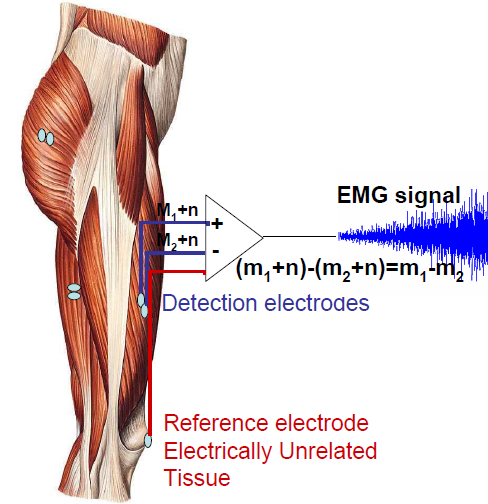 M₁+n
+
EMG signal
M₂+n
-
(m₁+n)-(m₂+n)=m₁-m₂
Detection electrodes
Reference electrode
Electrically Unrelated
Tissue